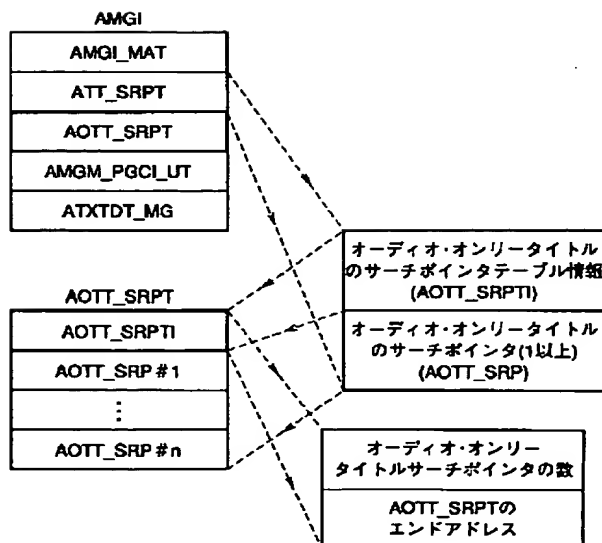 AMGI
AMGI_MAT
ATT_SRPT
AOTT_SRPT
AMGM_PGCI_UT
ATXTDT_MG
オーディオ・オンリータイトル
のサーチポインタテーブル情報
(AOTT_SRPTI)
オーディオ・オンリータイトル
のサーチポインタ(1以上)
(AOTT_SRP)
AOTT_SRPT
AOTT_SRPTI
AOTT_SRP#1
⋮
AOTT_SRP#n
オーディオ・オンリー
タイトルサーチポインタの数
AOTT_SRPTの
エンドアドレス